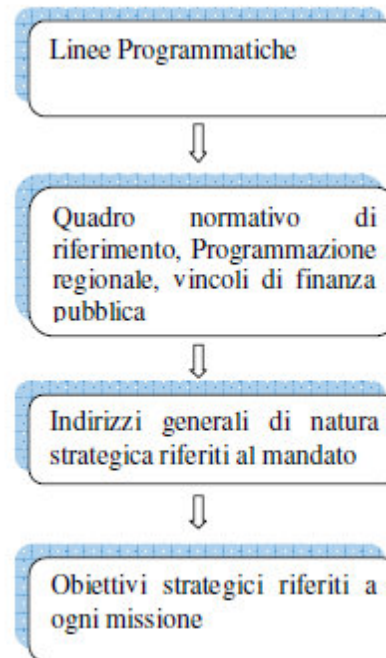 Linee Programmatiche
Quadro normativo di
riferimento, Programmazione
regionale, vincoli di finanza
pubblica
Indirizzi generali di natura
strategica riferiti al mandato
Obiettivi strategici riferiti a
ogni missione